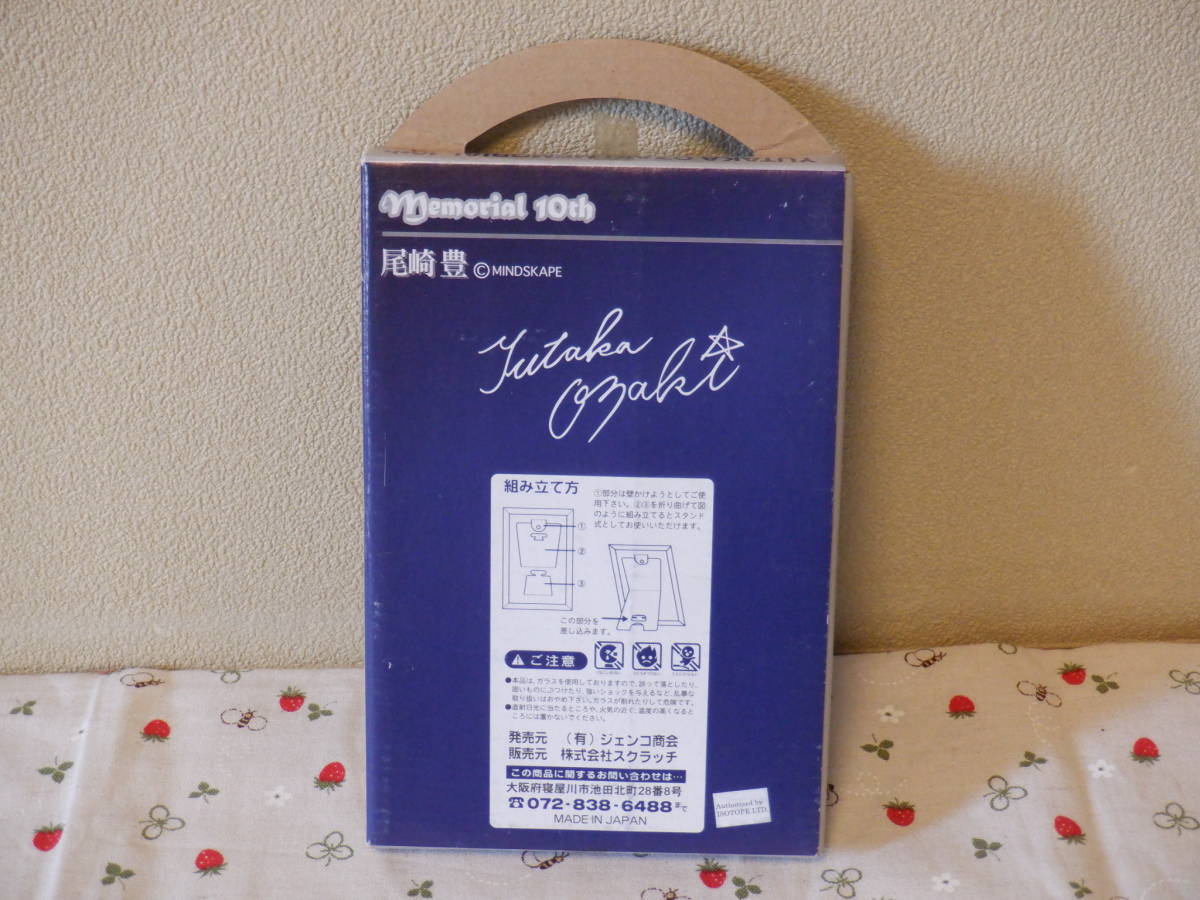 Memorial 10th
尾崎豊 © MINDSKAPE
Yutaka
Ozaki
組み立て方
①部分は壁かけようとしてご使
用下さい。②③を折り曲げて図
のように組み立てるとスタンド
式としてお使いいただけます。
①
②
③
この部分を
差し込みます。
ご注意
●本品は、ガラスを使用しておりますので、誤って落としたり、
固いものにぶつけたり、強いショックを与えるなど、乱暴な
取り扱いはおやめ下さい。ガラスが割れたりして危険です。
●直射日光に当たるところや、火気の近く、温度の高くなると
ころには置かないでください。
発売元 （有）ジェンコ商会
販売元 株式会社スクラッチ
この商品に関するお問い合わせは…
大阪府寝屋川市池田北町28番8号
☎072-838-6488まで
MADE IN JAPAN
Authorized by
ISOTOPE LTD.